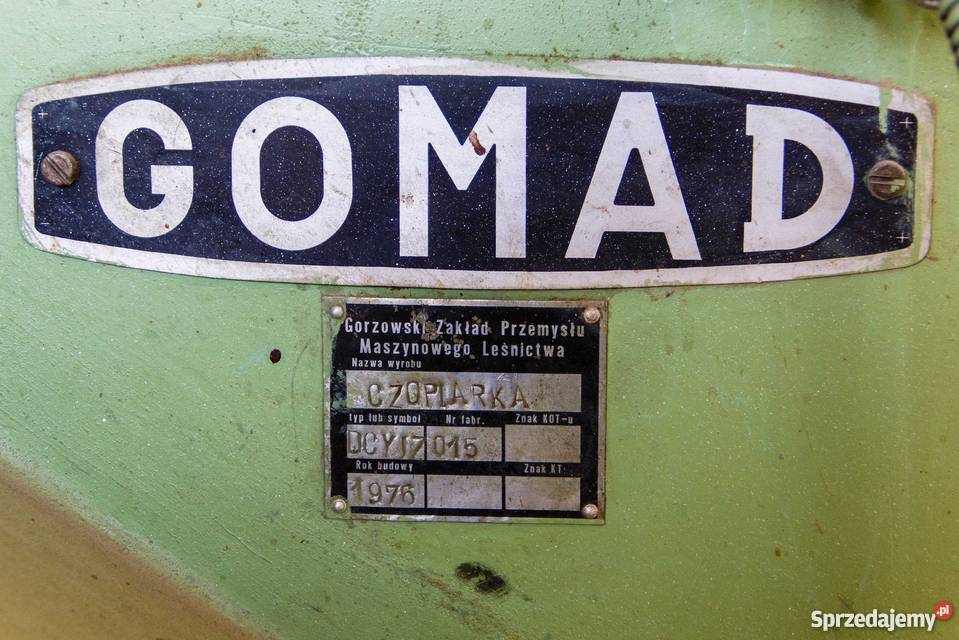 GOMAD
Gorzowski Zakład Przemysłu
Maszynowego Leśnictwa
Nazwa wyrobu
CZOPIARKA
typ lub symbol Nr fabr. Znak KOT-u
DCYJ7 015
Rok budowy Znak KT
1976
Sprzedajemy.pl